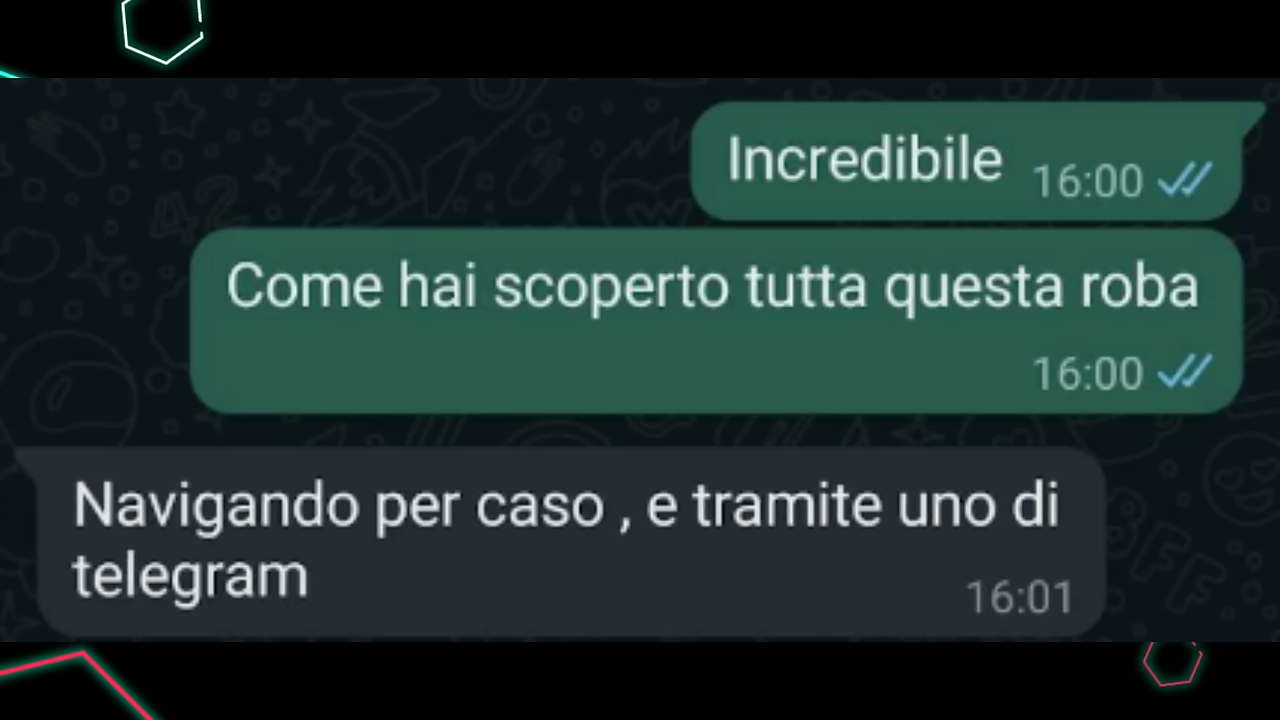 Incredibile 16:00
Come hai scoperto tutta questa roba
16:00
Navigando per caso , e tramite uno di
telegram 16:01